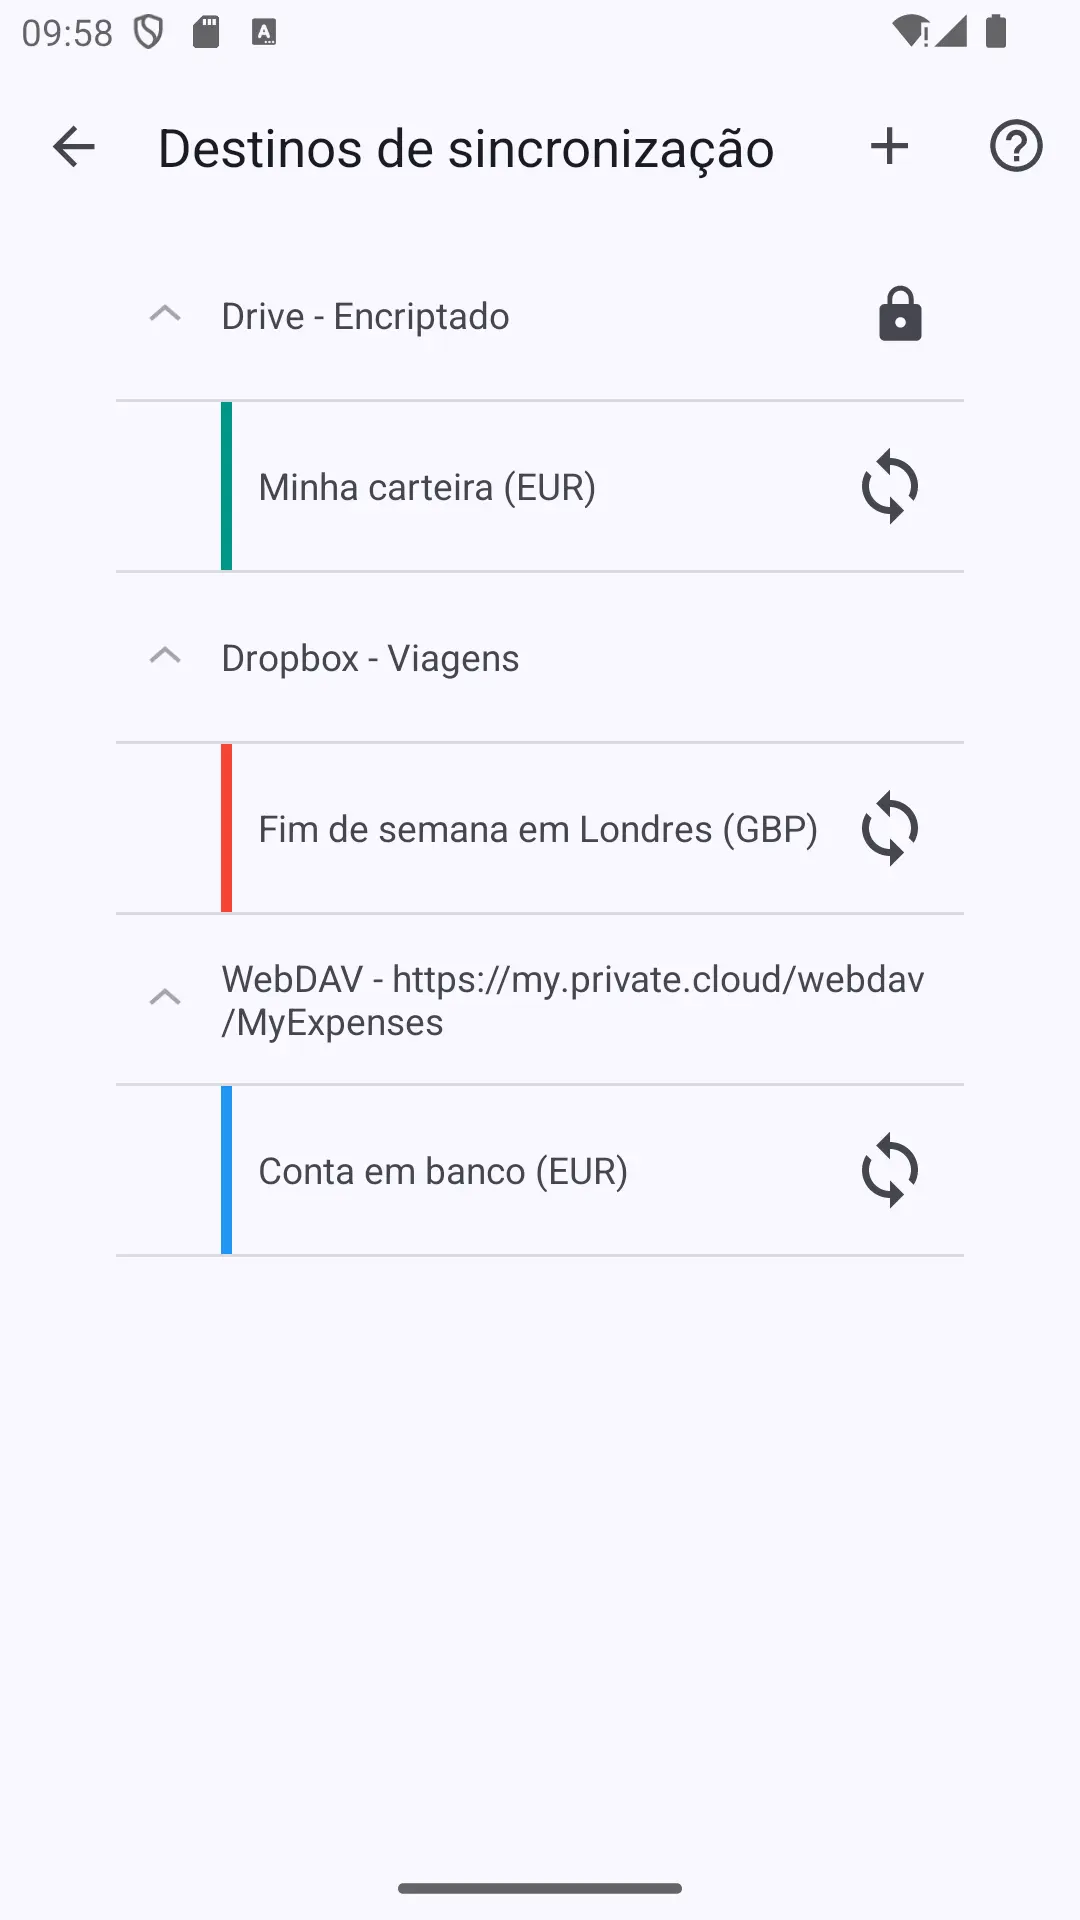 09:58
Destinos de sincronização
Drive - Encriptado
Minha carteira (EUR)
Dropbox - Viagens
Fim de semana em Londres (GBP)
WebDAV - https://my.private.cloud/webdav
/MyExpenses
Conta em banco (EUR)